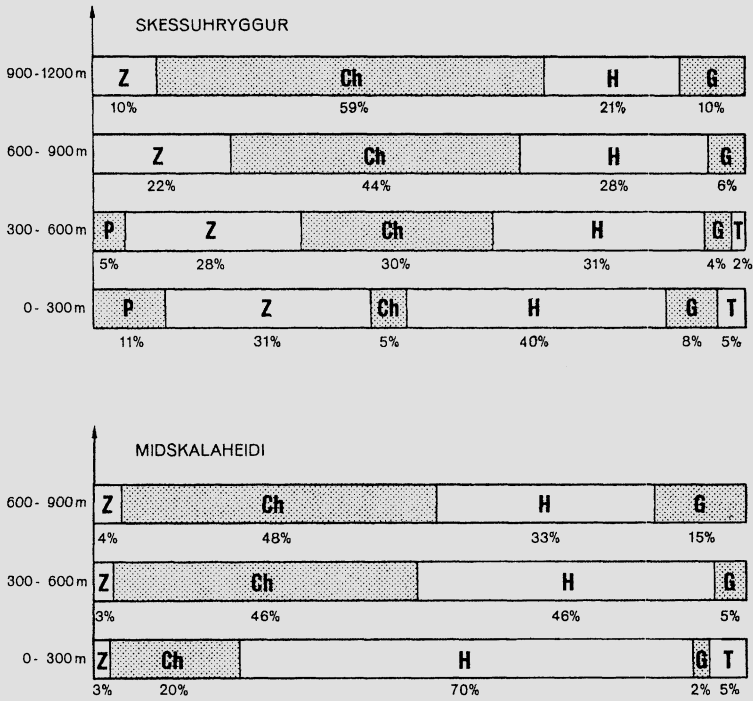 SKESSUHRYGGUR
900-1200m Z Ch H G
10% 59% 21% 10%
600- 900m Z Ch H G
22% 44% 28% 6%
300- 600m P Z Ch H G T
5% 28% 30% 31% 4% 2%
0- 300m P Z Ch H G T
11% 31% 5% 40% 8% 5%
MIDSKALAHEIDI
600- 900m Z Ch H G
4% 48% 33% 15%
300- 600m Z Ch H G
3% 46% 46% 5%
0- 300m Z Ch H G T
3% 20% 70% 2% 5%